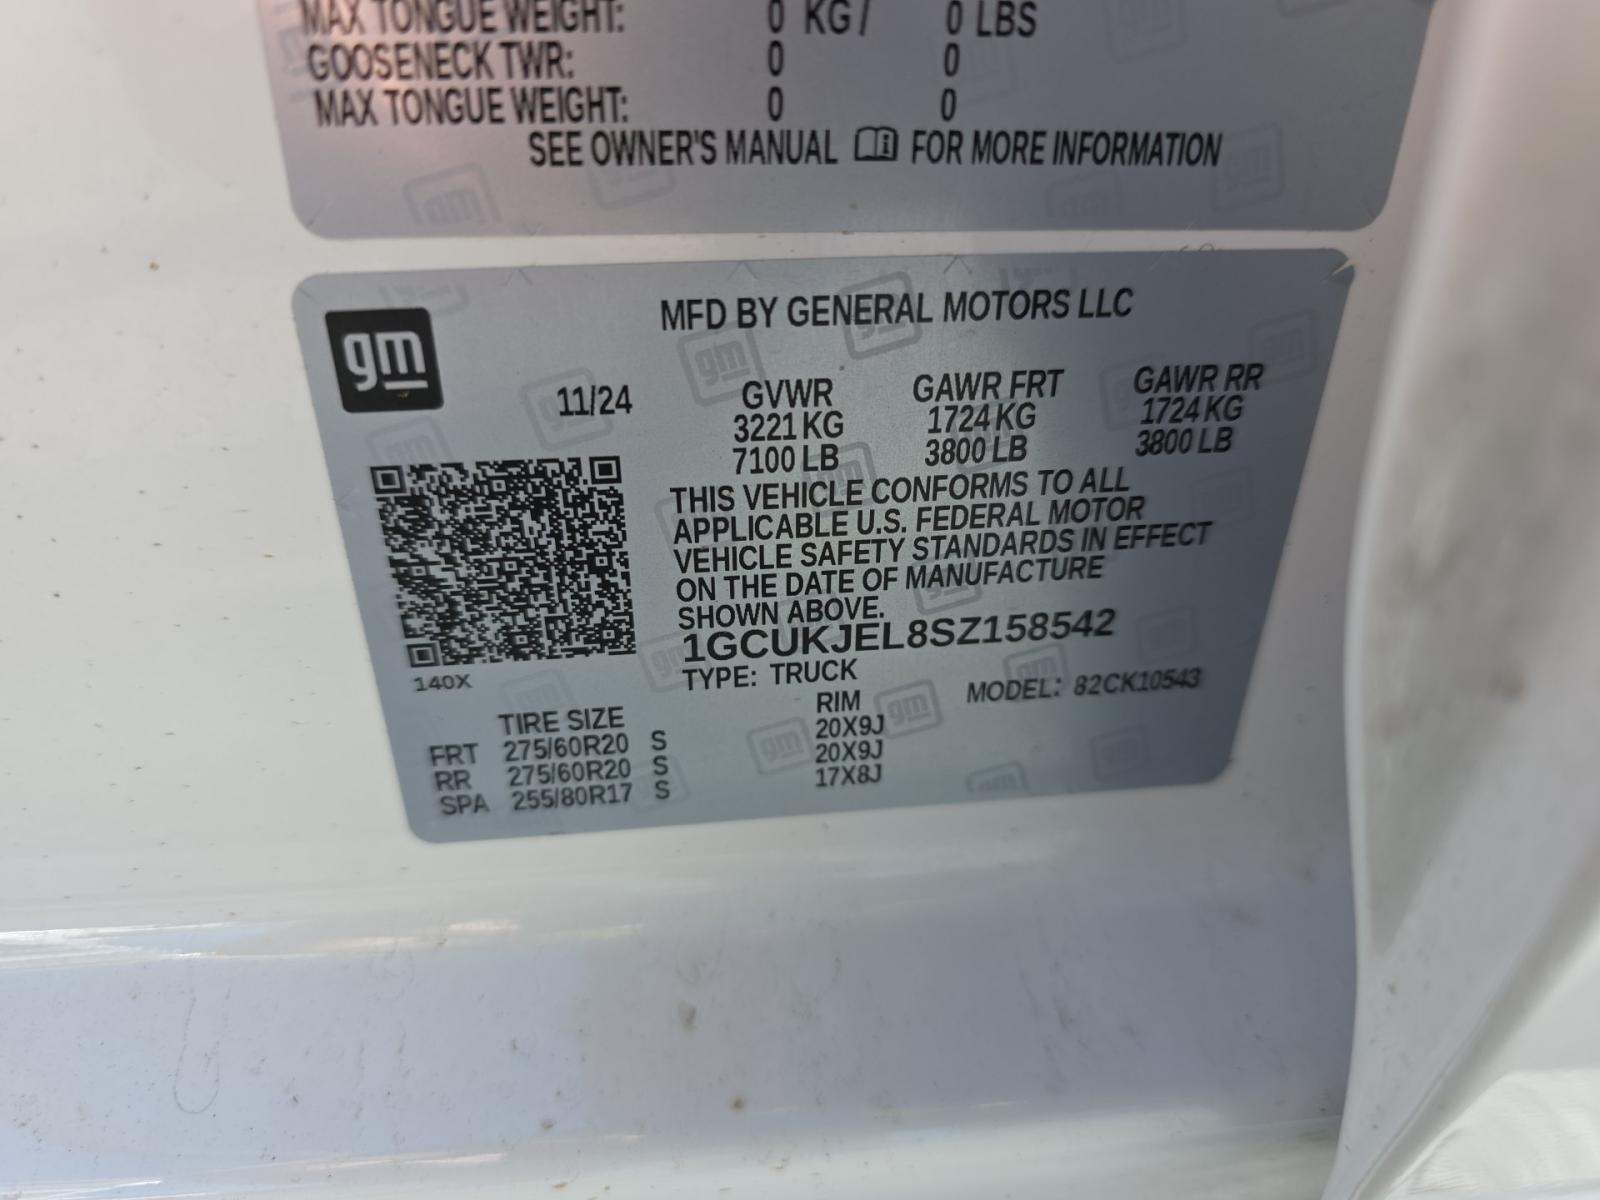 MAX TONGUE WEIGHT: 0 KG / 0 LBS
GOOSENECK TWR: 0 0
MAX TONGUE WEIGHT: 0 0
SEE OWNER'S MANUAL FOR MORE INFORMATION
gm
MFD BY GENERAL MOTORS LLC
11/24 GVWR GAWR FRT GAWR RR
3221 KG 1724 KG 1724 KG
7100 LB 3800 LB 3800 LB
THIS VEHICLE CONFORMS TO ALL
APPLICABLE U.S. FEDERAL MOTOR
VEHICLE SAFETY STANDARDS IN EFFECT
ON THE DATE OF MANUFACTURE
SHOWN ABOVE.
1GCUKJEL8SZ158542
140X
TYPE: TRUCK MODEL: 82CK10543
TIRE SIZE RIM
FRT 275/60R20 S 20X9J
RR 275/60R20 S 20X9J
SPA 255/80R17 S 17X8J